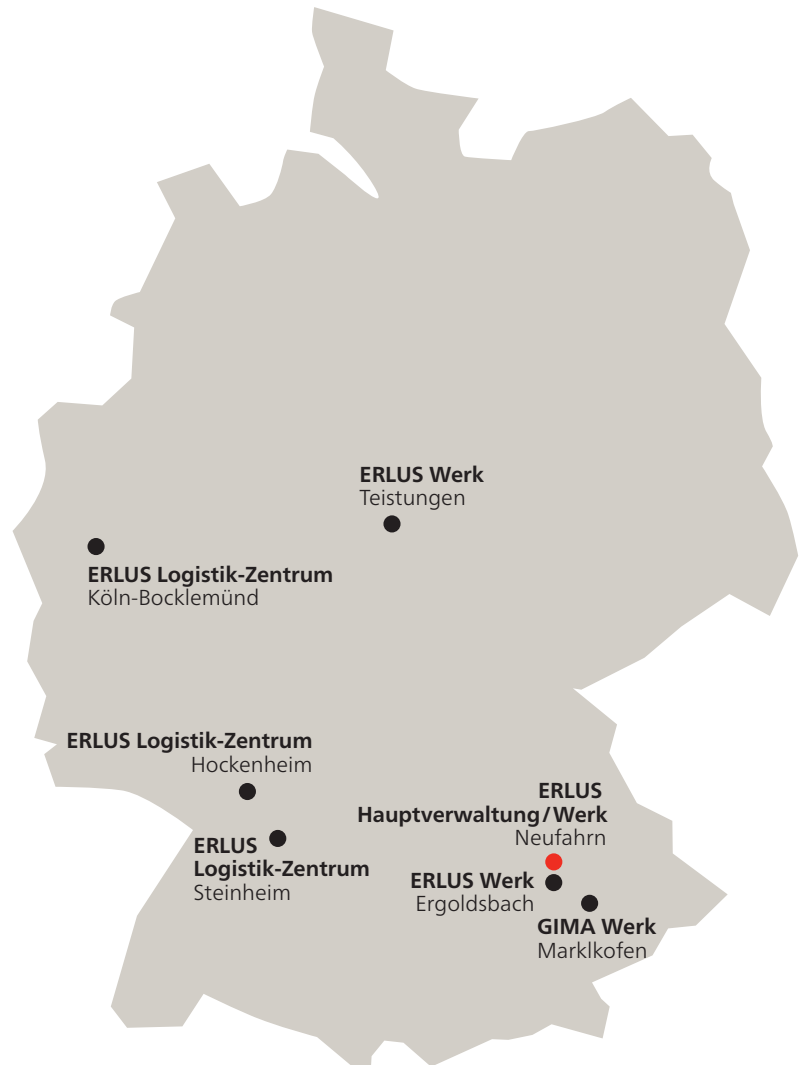 ERLUS Werk
Teistungen
ERLUS Logistik-Zentrum
Köln-Bocklemünd
ERLUS Logistik-Zentrum
Hockenheim
ERLUS
Logistik-Zentrum
Steinheim
ERLUS
Hauptverwaltung/Werk
Neufahrn
ERLUS Werk
Ergoldsbach
GIMA Werk
Marklkofen